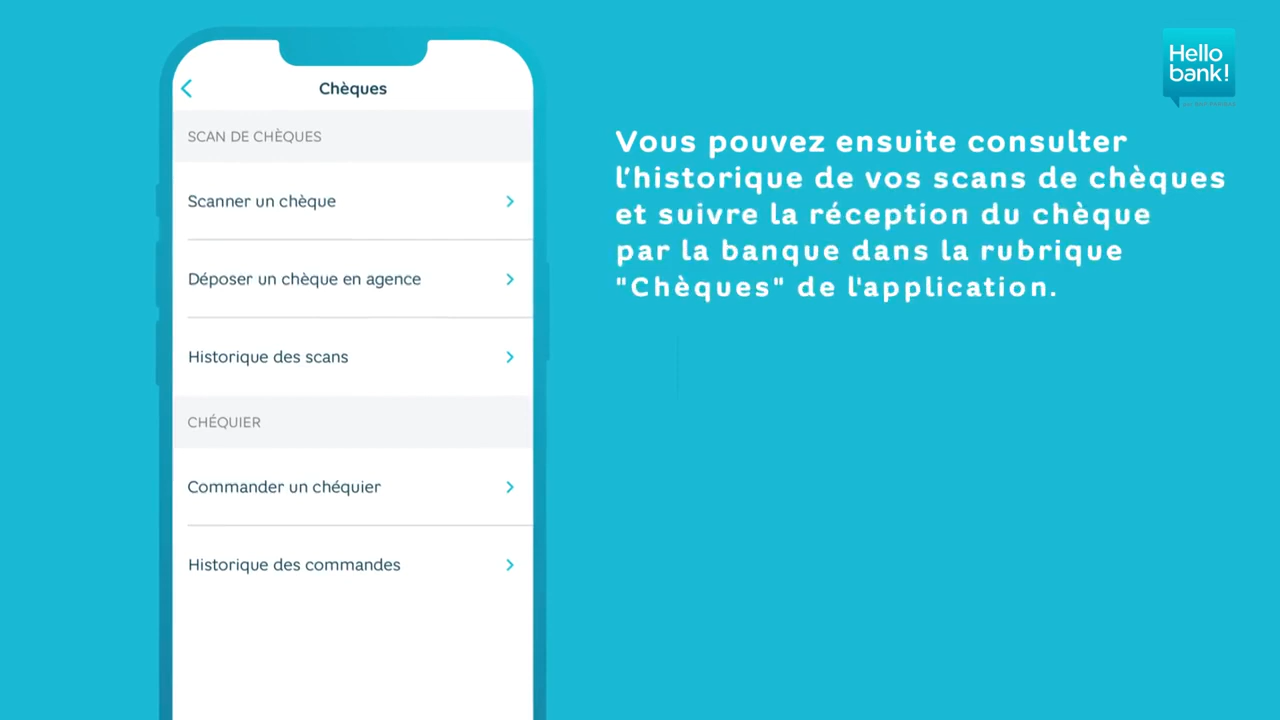 Hello
bank!
Chèques
SCAN DE CHÈQUES
Scanner un chèque
Déposer un chèque en agence
Historique des scans
CHÉQUIER
Commander un chéquier
Historique des commandes
Vous pouvez ensuite consulter
l'historique de vos scans de chèques
et suivre la réception du chèque
par la banque dans la rubrique
"Chèques" de l'application.